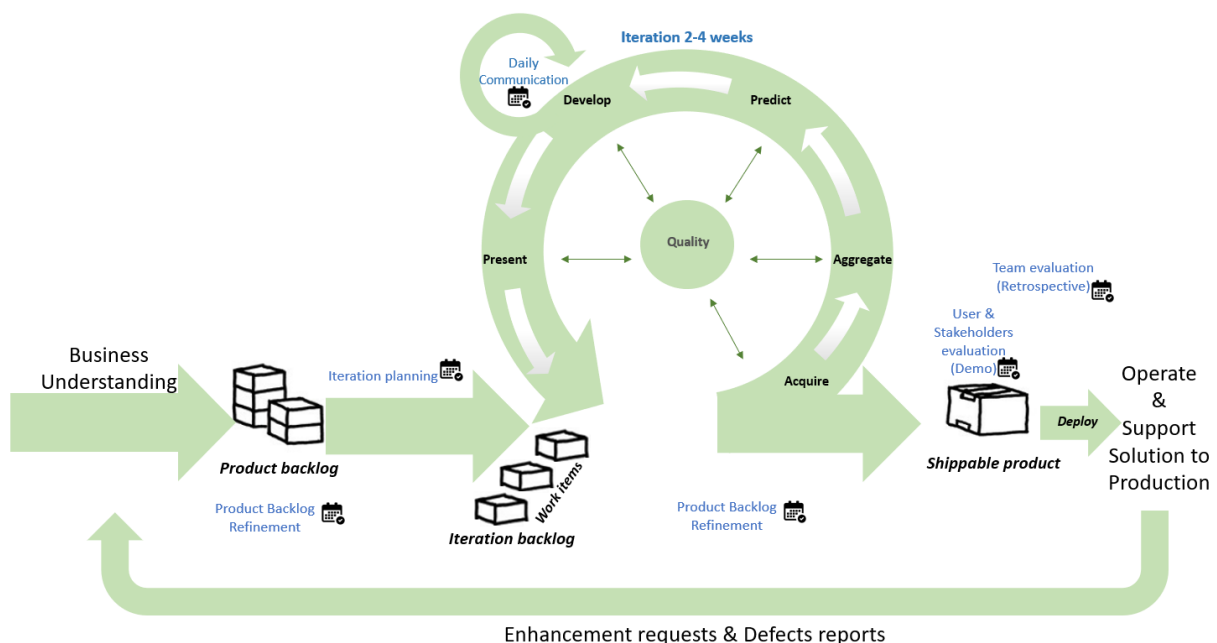 Iteration 2-4 weeks
Daily
Communication
Develop
Predict
Quality
Present
Aggregate
Acquire
Team evaluation
(Retrospective)
User &
Stakeholders
evaluation
(Demo)
Business
Understanding
Iteration planning
Operate
&
Support
Solution to
Production
Deploy
Product backlog
Work items
Shippable product
Product Backlog
Refinement
Iteration backlog
Product Backlog
Refinement
Enhancement requests & Defects reports